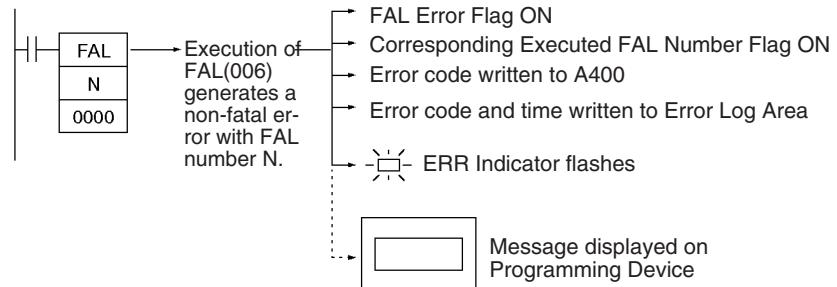 FAL
N
0000
Execution of
FAL(006)
generates a
non-fatal er-
ror with FAL
number N.
FAL Error Flag ON
Corresponding Executed FAL Number Flag ON
Error code written to A400
Error code and time written to Error Log Area
ERR Indicator flashes
Message displayed on
Programming Device